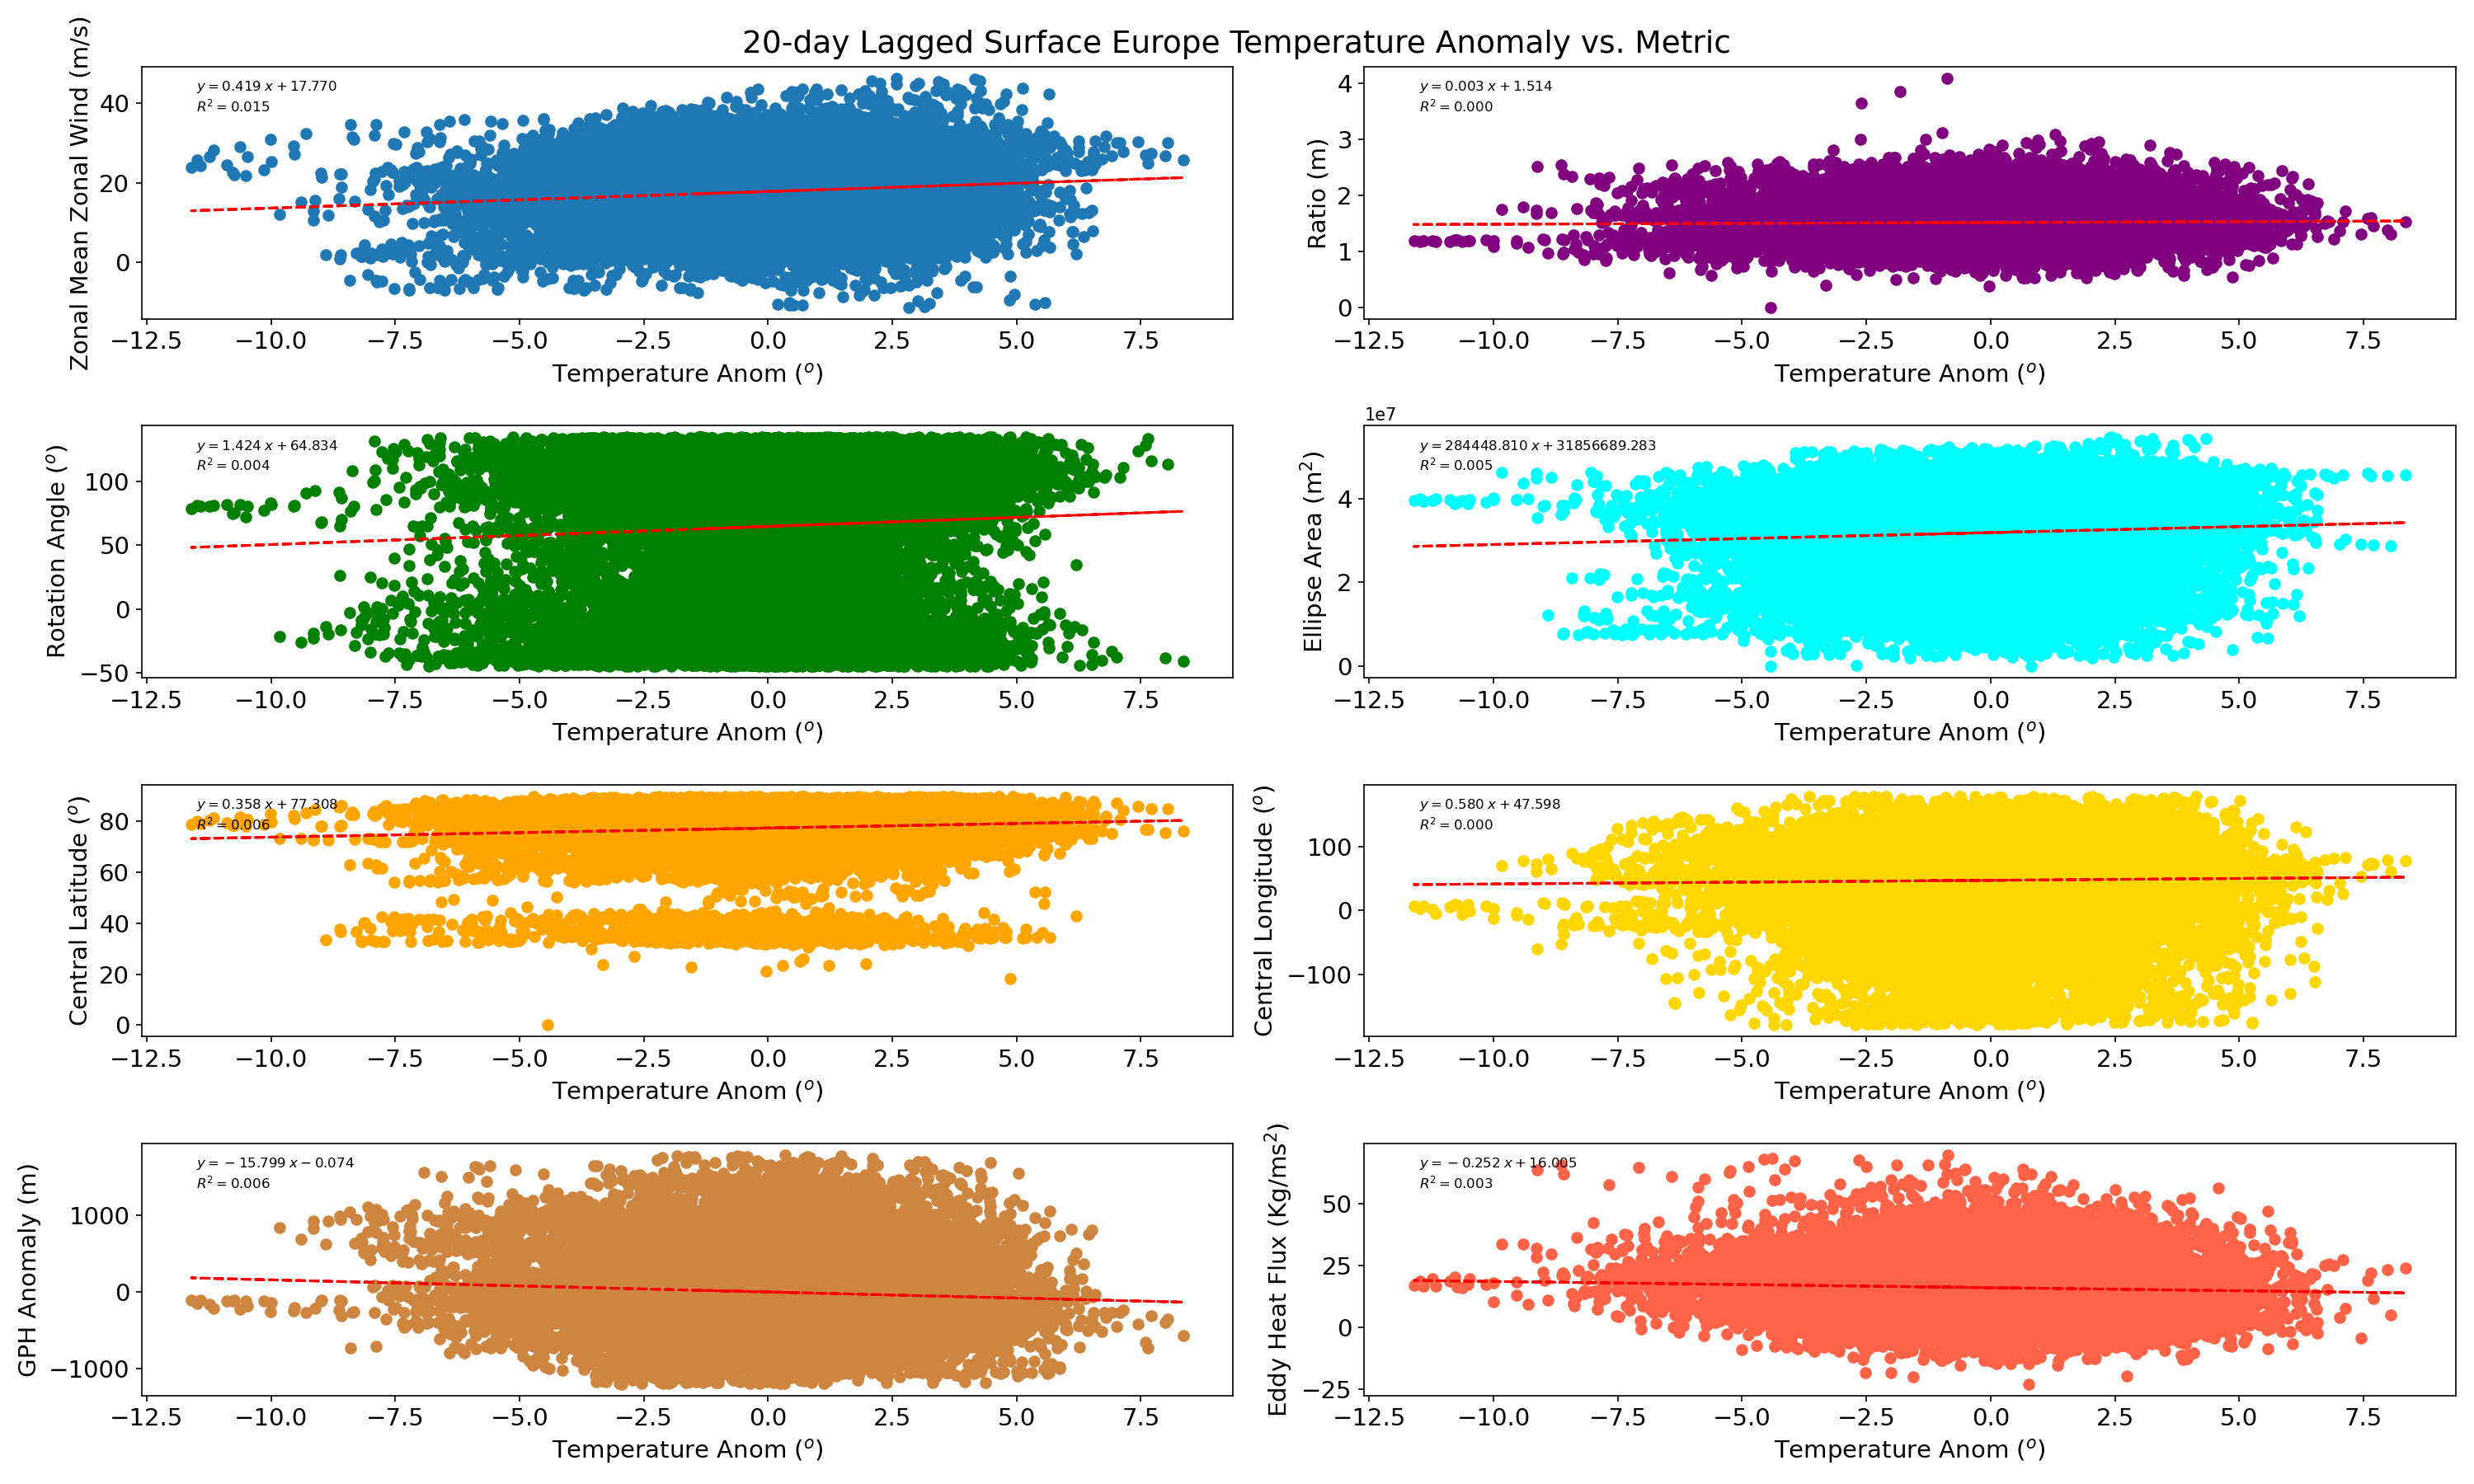 20-day Lagged Surface Europe Temperature Anomaly vs. Metric
Zonal Mean Zonal Wind (m/s)
y = 0.419 x + 17.770
R² = 0.015
40
20
0
−12.5 −10.0 −7.5 −5.0 −2.5 0.0 2.5 5.0 7.5
Temperature Anom (°)
Ratio (m)
y = 0.003 x + 1.514
R² = 0.000
4
3
2
1
0
−12.5 −10.0 −7.5 −5.0 −2.5 0.0 2.5 5.0 7.5
Temperature Anom (°)
Rotation Angle (°)
y = 1.424 x + 64.834
R² = 0.004
100
50
0
−50
−12.5 −10.0 −7.5 −5.0 −2.5 0.0 2.5 5.0 7.5
Temperature Anom (°)
1e7
Ellipse Area (m²)
y = 284448.810 x + 31856689.283
R² = 0.005
4
2
0
−12.5 −10.0 −7.5 −5.0 −2.5 0.0 2.5 5.0 7.5
Temperature Anom (°)
Central Latitude (°)
y = 0.358 x + 77.308
R² = 0.006
80
60
40
20
0
−12.5 −10.0 −7.5 −5.0 −2.5 0.0 2.5 5.0 7.5
Temperature Anom (°)
Central Longitude (°)
y = 0.580 x + 47.598
R² = 0.000
100
0
−100
−12.5 −10.0 −7.5 −5.0 −2.5 0.0 2.5 5.0 7.5
Temperature Anom (°)
GPH Anomaly (m)
y = −15.799 x − 0.074
R² = 0.006
1000
0
−1000
−12.5 −10.0 −7.5 −5.0 −2.5 0.0 2.5 5.0 7.5
Temperature Anom (°)
Eddy Heat Flux (Kg/ms²)
y = −0.252 x + 16.005
R² = 0.003
50
25
0
−25
−12.5 −10.0 −7.5 −5.0 −2.5 0.0 2.5 5.0 7.5
Temperature Anom (°)